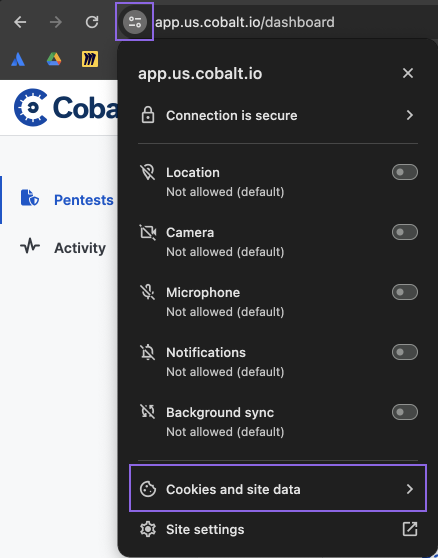 app.us.cobalt.io/dashboard
app.us.cobalt.io
Connection is secure
Cobal
Location
Not allowed (default)
Pentests
Camera
Not allowed (default)
Activity
Microphone
Not allowed (default)
Notifications
Not allowed (default)
Background sync
Not allowed (default)
Cookies and site data
Site settings